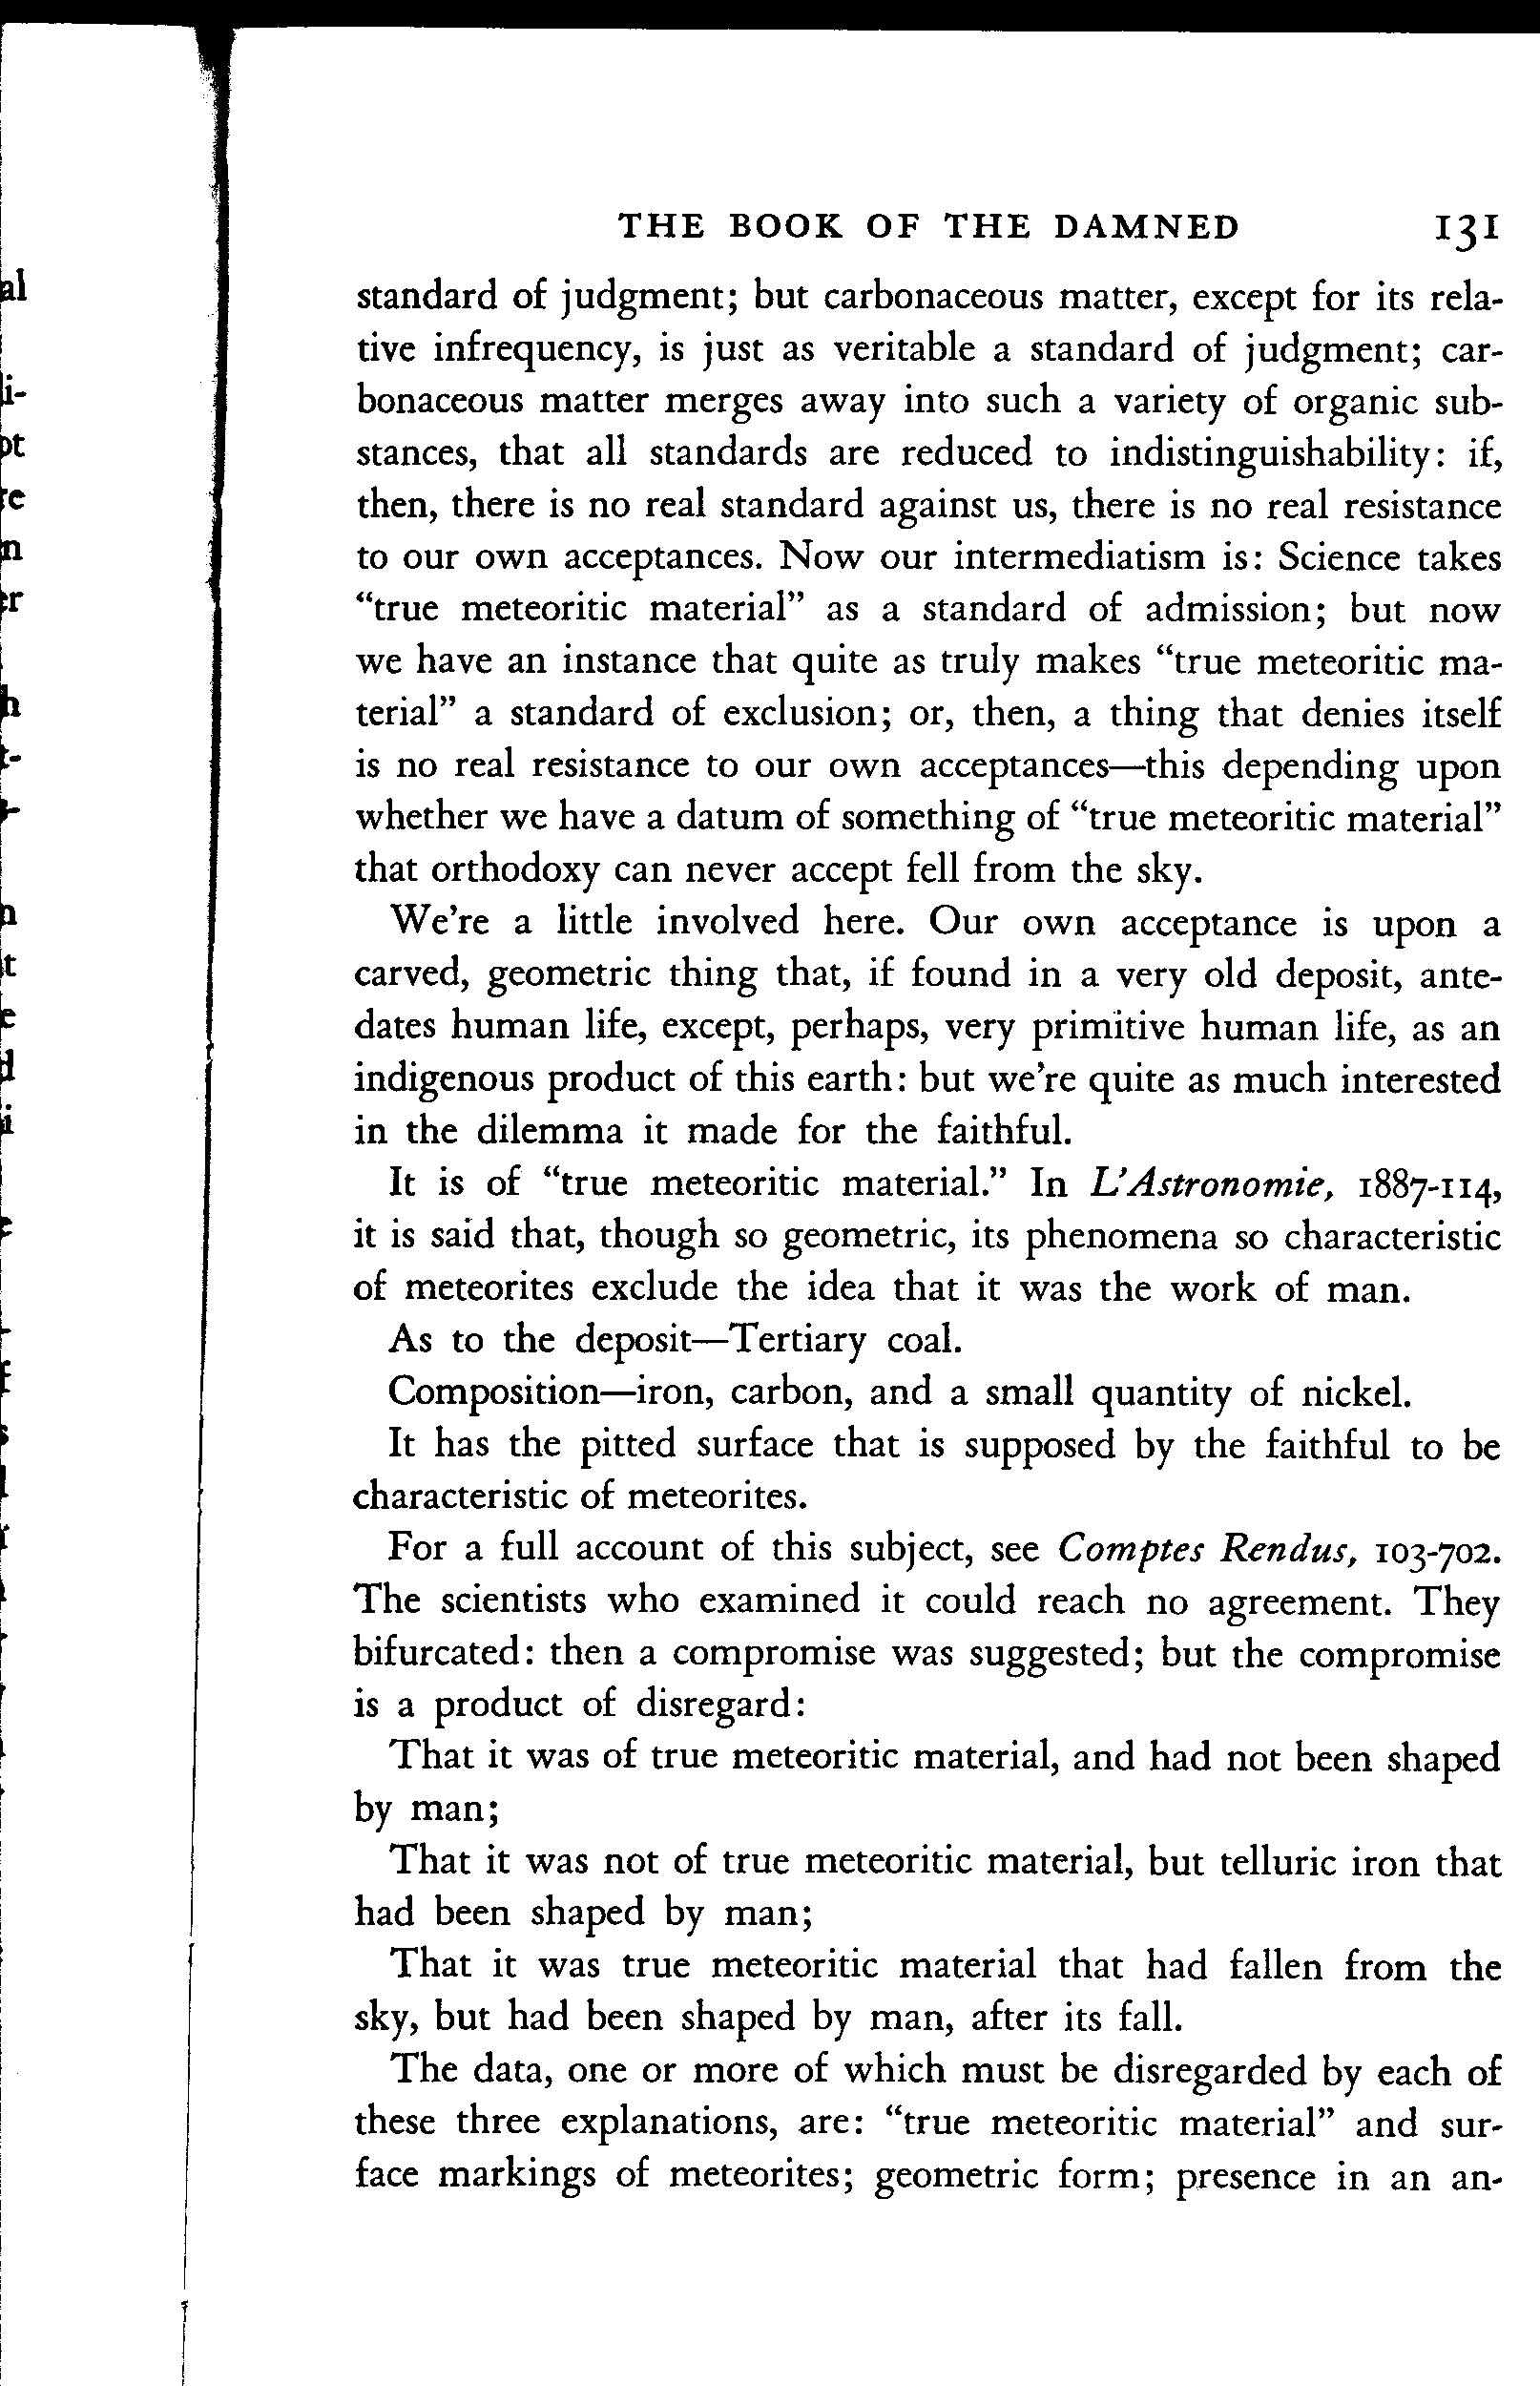 THE BOOK OF THE DAMNED 131
standard of judgment; but carbonaceous matter, except for its rela-
tive infrequency, is just as veritable a standard of judgment; car-
bonaceous matter merges away into such a variety of organic sub-
stances, that all standards are reduced to indistinguishability: if,
then, there is no real standard against us, there is no real resistance
to our own acceptances. Now our intermediatism is: Science takes
“true meteoritic material” as a standard of admission; but now
we have an instance that quite as truly makes “true meteoritic ma-
terial” a standard of exclusion; or, then, a thing that denies itself
is no real resistance to our own acceptances—this depending upon
whether we have a datum of something of “true meteoritic material”
that orthodoxy can never accept fell from the sky.
We’re a little involved here. Our own acceptance is upon a
carved, geometric thing that, if found in a very old deposit, ante-
dates human life, except, perhaps, very primitive human life, as an
indigenous product of this earth: but we’re quite as much interested
in the dilemma it made for the faithful.
It is of “true meteoritic material.” In L’Astronomie, 1887-114,
it is said that, though so geometric, its phenomena so characteristic
of meteorites exclude the idea that it was the work of man.
As to the deposit—Tertiary coal.
Composition—iron, carbon, and a small quantity of nickel.
It has the pitted surface that is supposed by the faithful to be
characteristic of meteorites.
For a full account of this subject, see Comptes Rendus, 103-702.
The scientists who examined it could reach no agreement. They
bifurcated: then a compromise was suggested; but the compromise
is a product of disregard:
That it was of true meteoritic material, and had not been shaped
by man;
That it was not of true meteoritic material, but telluric iron that
had been shaped by man;
That it was true meteoritic material that had fallen from the
sky, but had been shaped by man, after its fall.
The data, one or more of which must be disregarded by each of
these three explanations, are: “true meteoritic material” and sur-
face markings of meteorites; geometric form; presence in an an-